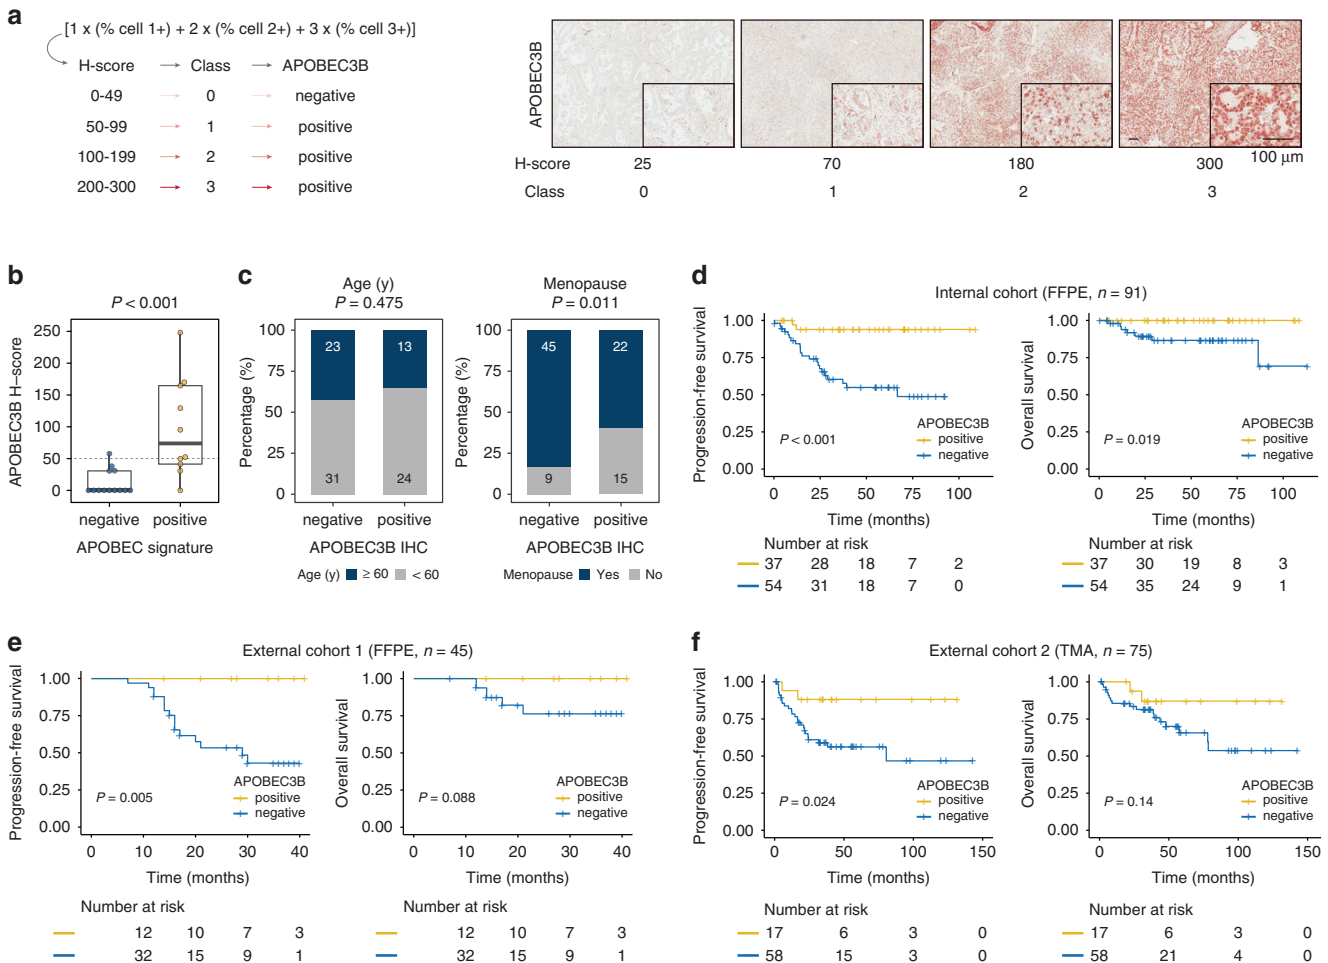 a
[1 x (% cell 1+) + 2 x (% cell 2+) + 3 x (% cell 3+)]
H-score → Class → APOBEC3B
0-49 → 0 → negative
50-99 → 1 → positive
100-199 → 2 → positive
200-300 → 3 → positive
APOBEC3B
100 μm
H-score 25 70 180 300
Class 0 1 2 3
b
P < 0.001
APOBEC3B H-score
250
200
150
100
50
0
negative positive
APOBEC signature
c
Age (y)
P = 0.475
Percentage (%)
100
75
50
25
0
23 13
31 24
negative positive
APOBEC3B IHC
Age (y) ≥ 60 < 60
Menopause
P = 0.011
Percentage (%)
100
75
50
25
0
45 22
9 15
negative positive
APOBEC3B IHC
Menopause Yes No
d
Internal cohort (FFPE, n = 91)
Progression-free survival
1.00
0.75
0.50
0.25
0.00
APOBEC3B
positive
negative
P < 0.001
0 25 50 75 100
Time (months)
Number at risk
37 28 18 7 2
54 31 18 7 0
Overall survival
1.00
0.75
0.50
0.25
0.00
APOBEC3B
positive
negative
P = 0.019
0 25 50 75 100
Time (months)
Number at risk
37 30 19 8 3
54 35 24 9 1
e
External cohort 1 (FFPE, n = 45)
Progression-free survival
1.00
0.75
0.50
0.25
0.00
APOBEC3B
positive
negative
P = 0.005
0 10 20 30 40
Time (months)
Number at risk
12 10 7 3
32 15 9 1
Overall survival
1.00
0.75
0.50
0.25
0.00
APOBEC3B
positive
negative
P = 0.088
0 10 20 30 40
Time (months)
Number at risk
12 10 7 3
32 15 9 1
f
External cohort 2 (TMA, n = 75)
Progression-free survival
1.00
0.75
0.50
0.25
0.00
APOBEC3B
positive
negative
P = 0.024
0 50 100 150
Time (months)
Number at risk
17 6 3 0
58 15 3 0
Overall survival
1.00
0.75
0.50
0.25
0.00
APOBEC3B
positive
negative
P = 0.14
0 50 100 150
Time (months)
Number at risk
17 6 3 0
58 21 4 0